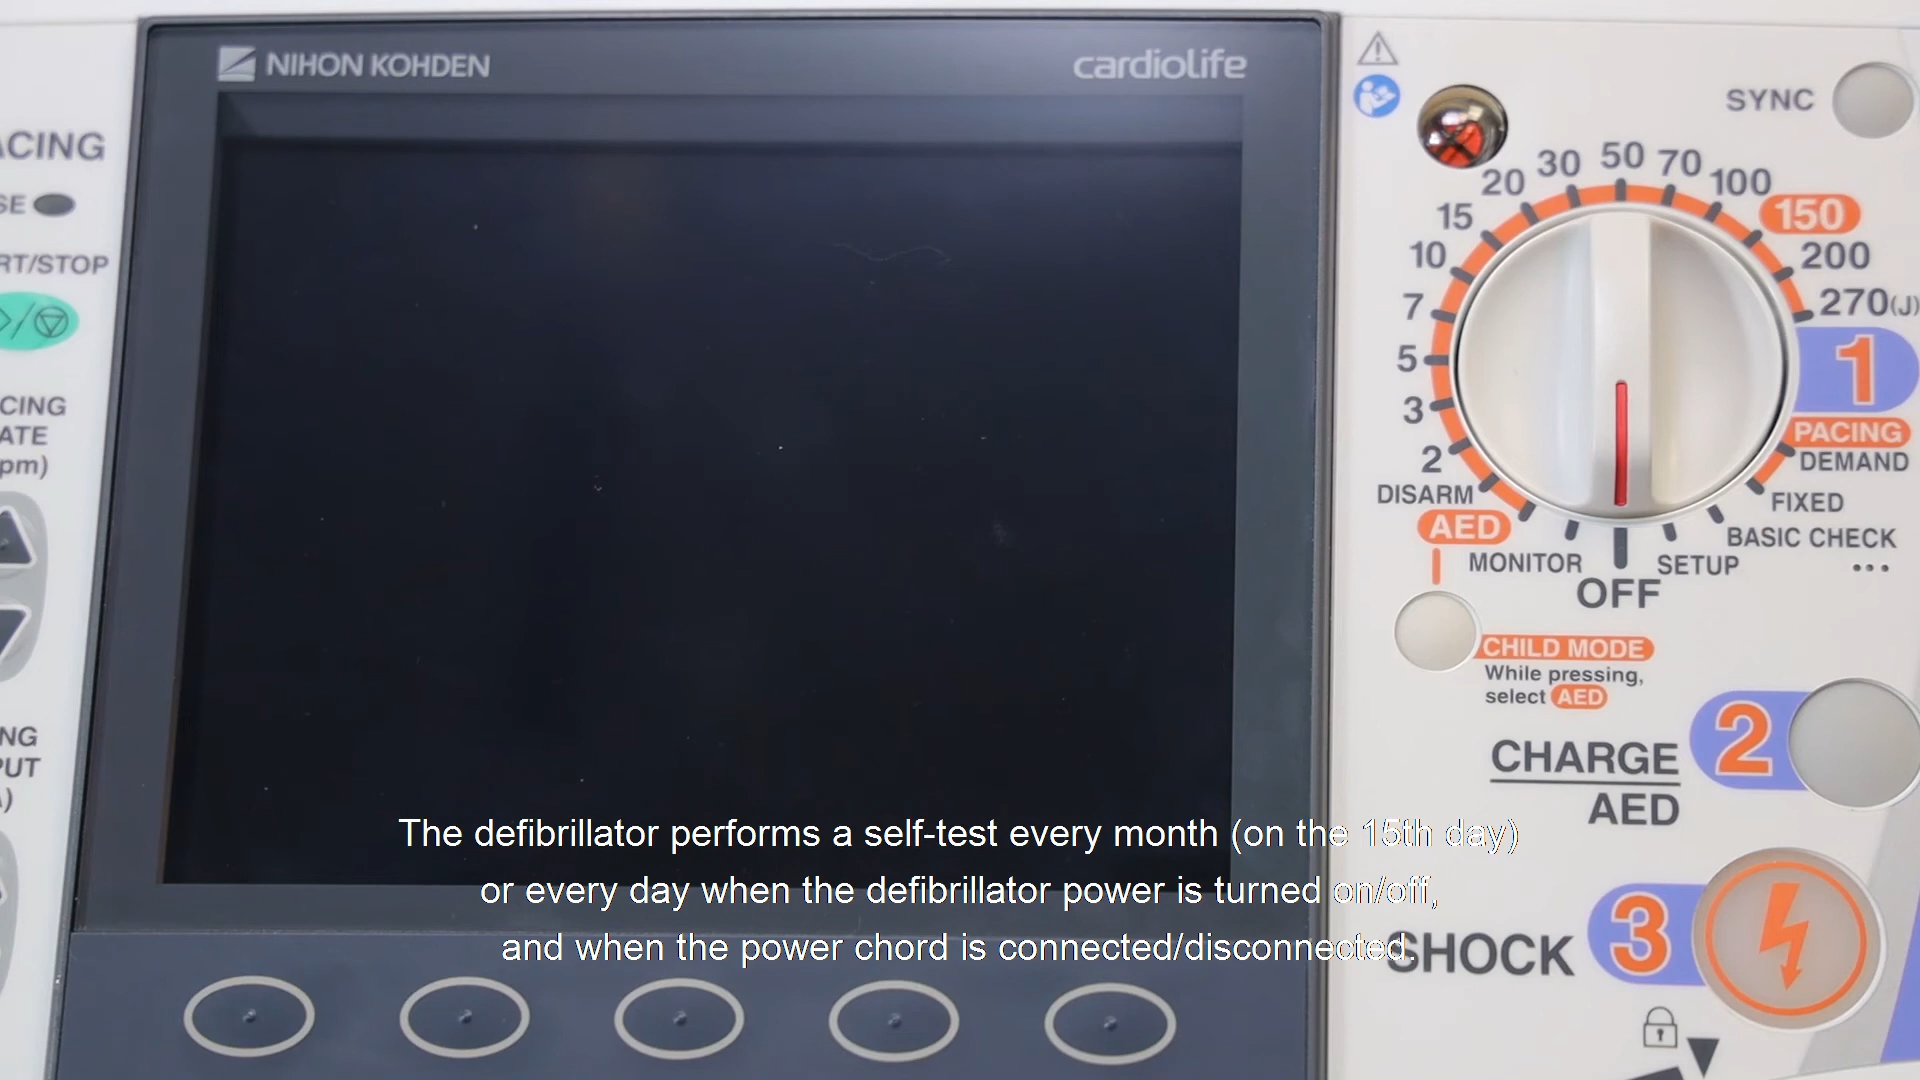 NIHON KOHDEN
cardiolife
ACING
SE
RT/STOP
CING
ATE
pm)
NG
PUT
A)
SYNC
2
3
5
7
10
15
20
30
50
70
100
150
200
270(J)
1
PACING
DEMAND
FIXED
BASIC CHECK
...
SETUP
OFF
MONITOR
AED
DISARM
CHILD MODE
While pressing,
select AED
2
CHARGE
AED
3
SHOCK
The defibrillator performs a self-test every month (on the 15th day)
or every day when the defibrillator power is turned on/off,
and when the power chord is connected/disconnected.